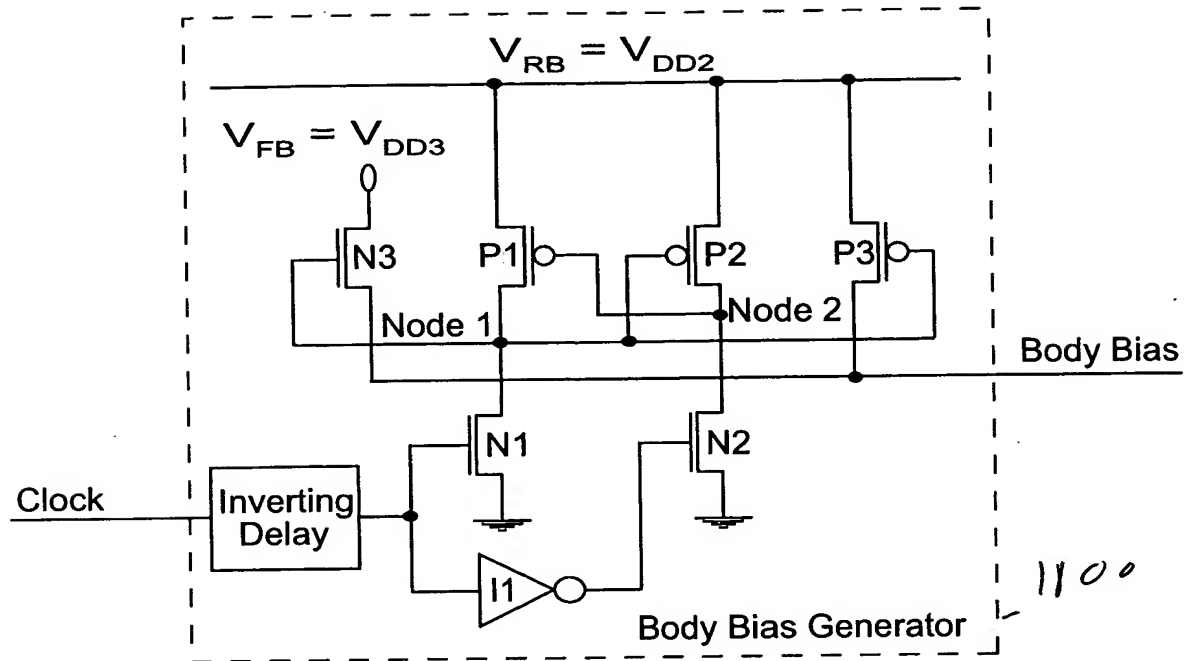 V_RB = V_DD2
V_FB = V_DD3
N3
P1
P2
P3
Node 1
Node 2
Body Bias
N1
N2
Clock
Inverting
Delay
I1
1100
Body Bias Generator